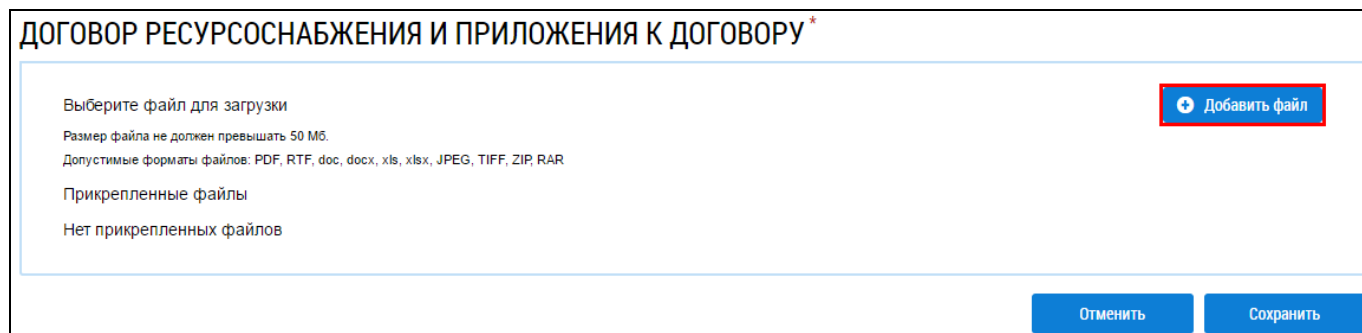 ДОГОВОР РЕСУРСОСНАБЖЕНИЯ И ПРИЛОЖЕНИЯ К ДОГОВОРУ*
Выберите файл для загрузки
Добавить файл
Размер файла не должен превышать 50 Мб.
Допустимые форматы файлов: PDF, RTF, doc, docx, xls, xlsx, JPEG, TIFF, ZIP, RAR
Прикрепленные файлы
Нет прикрепленных файлов
Отменить
Сохранить